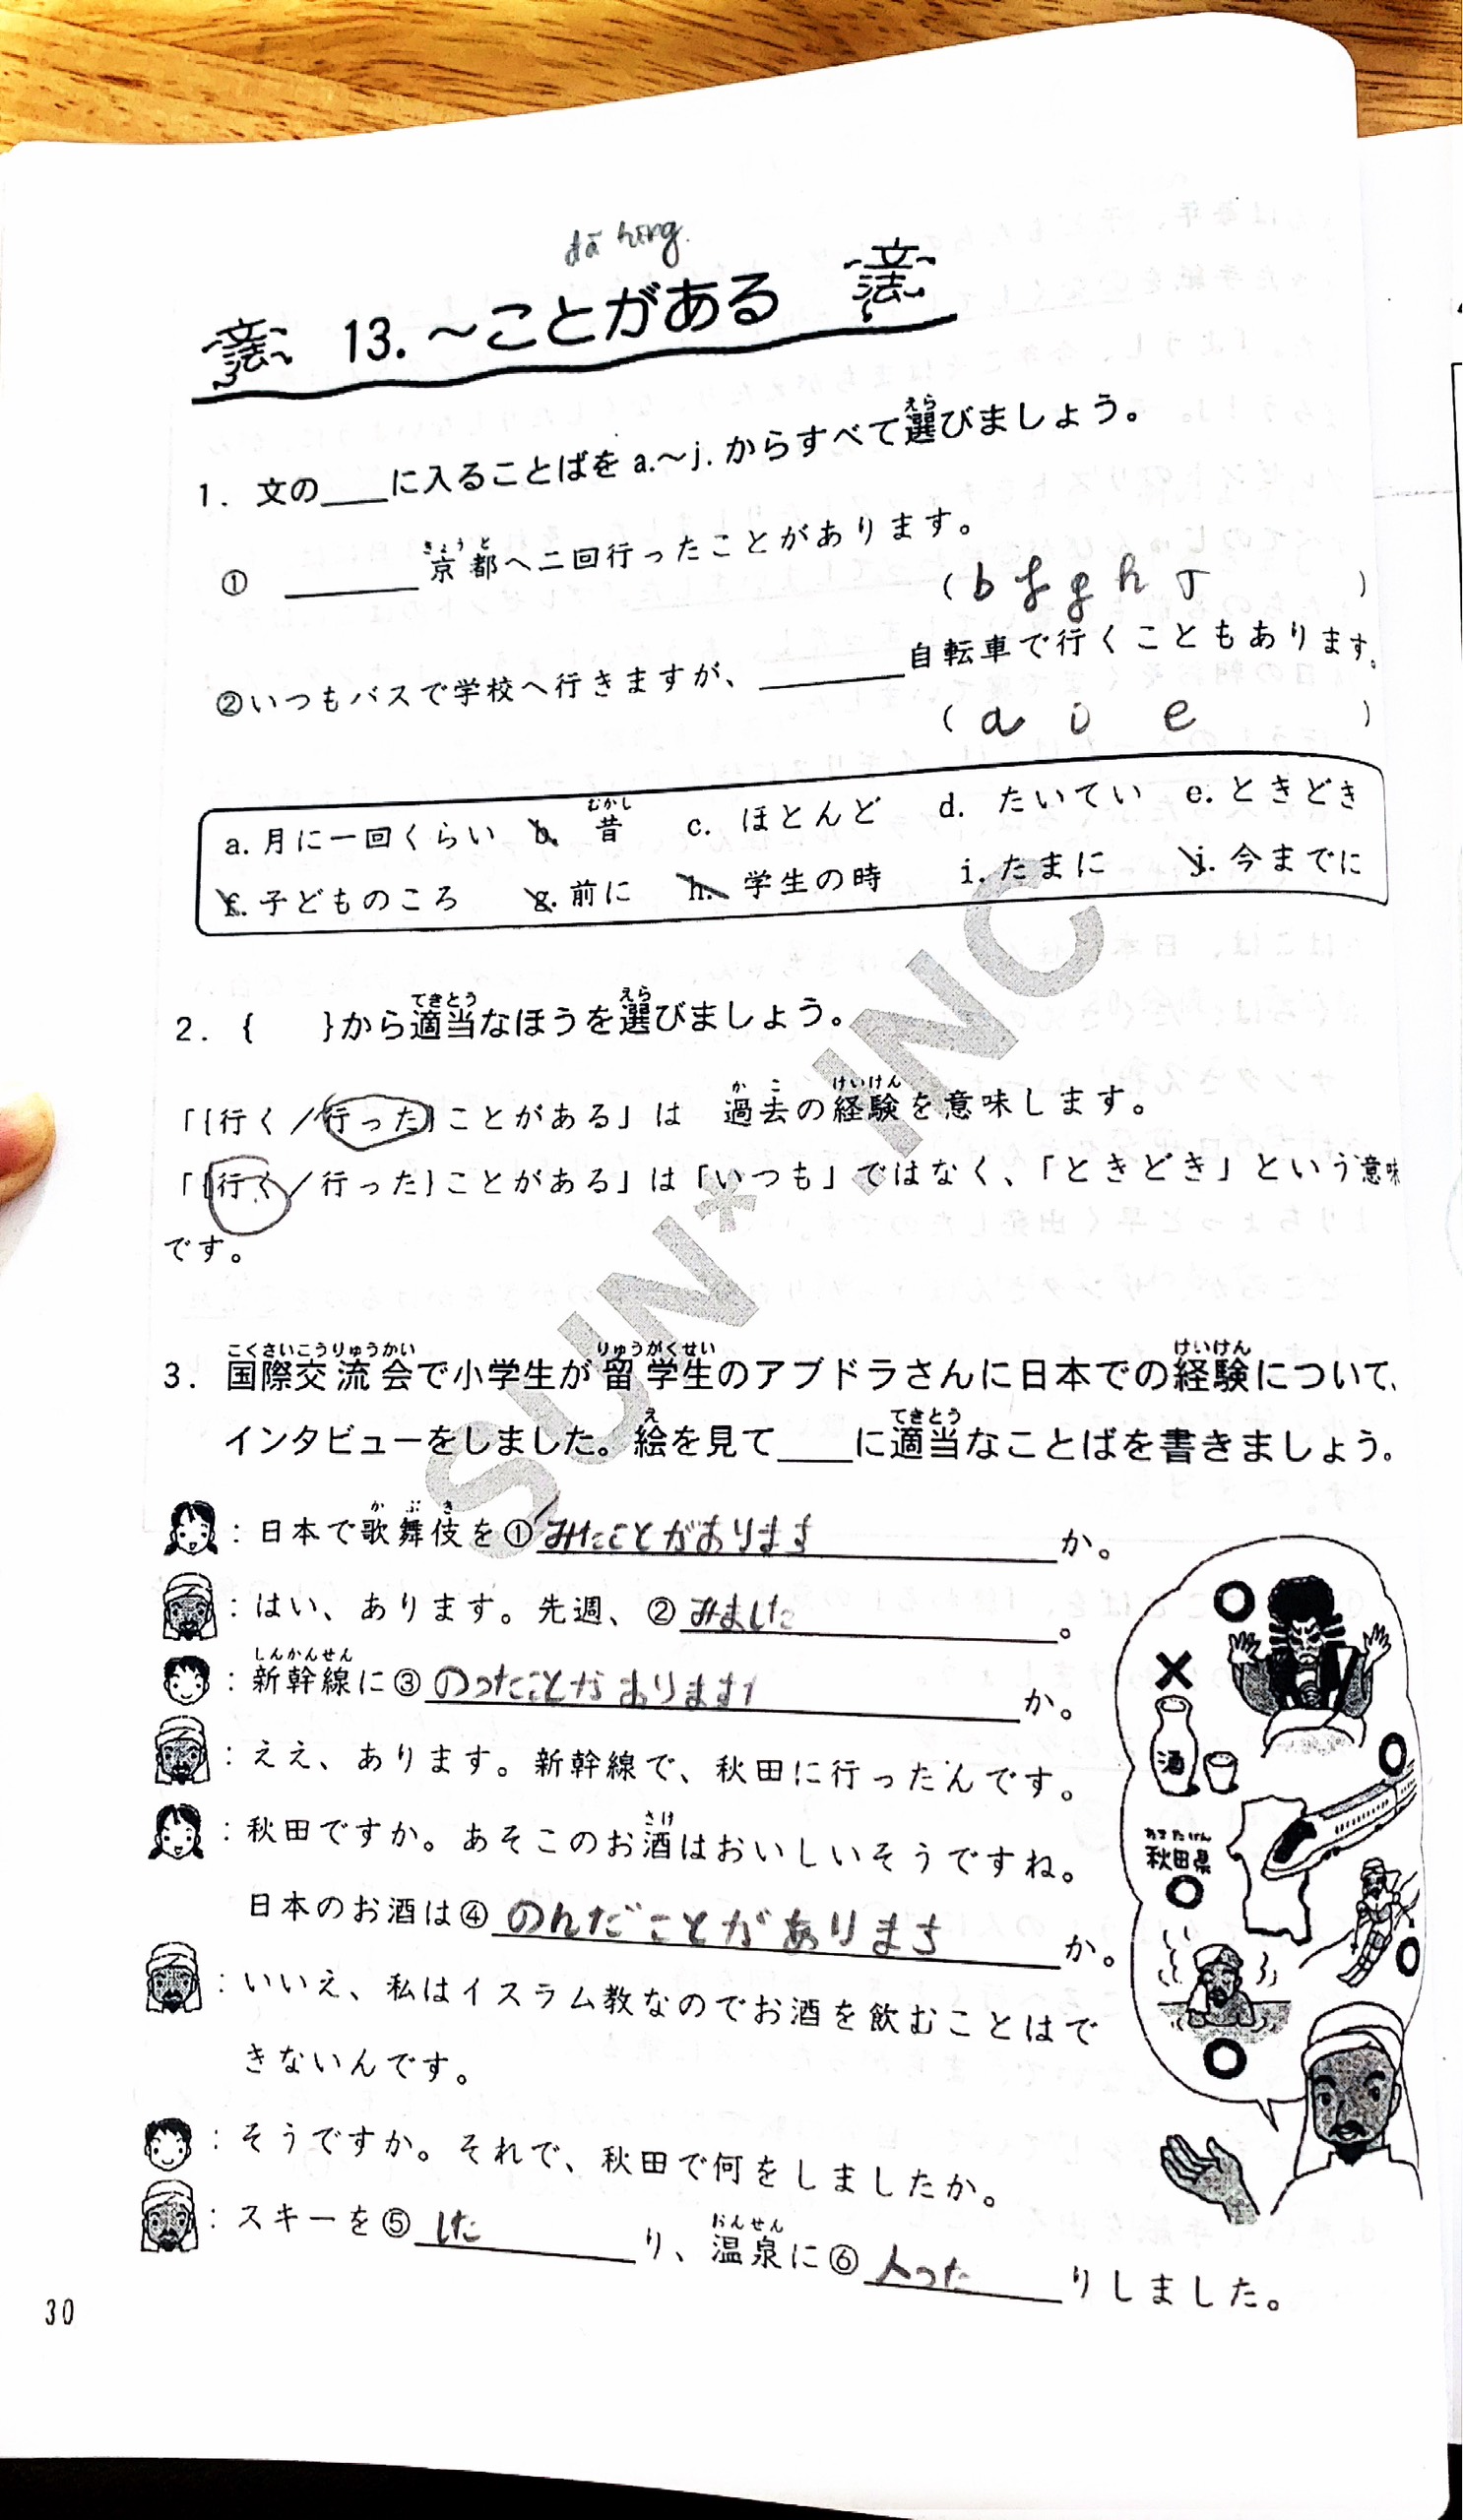 đã từng.
文法 13. ～ことがある 文法
1. 文の___に入ることばを a.～j. からすべて選びましょう。
① ______京都へ二回行ったことがあります。
( b f g h j )
②いつもバスで学校へ行きますが、______自転車で行くこともあります。
( a i e )
a. 月に一回くらい b. 昔 c. ほとんど d. たいてい e. ときどき
f. 子どものころ g. 前に h. 学生の時 i. たまに j. 今までに
2. { }から適当なほうを選びましょう。
「{行く／行った}ことがある」は 過去の経験を意味します。
「{行く／行った}ことがある」は「いつも」ではなく、「ときどき」という意味
です。
3. 国際交流会で小学生が留学生のアブドラさんに日本での経験について、
インタビューをしました。絵を見て___に適当なことばを書きましょう。
：日本で歌舞伎を①みたことがありますか。
：はい、あります。先週、②みました。
：新幹線に③のったことがありますか。
：ええ、あります。新幹線で、秋田に行ったんです。
：秋田ですか。あそこのお酒はおいしいそうですね。
日本のお酒は④のんだことがありますか。
：いいえ、私はイスラム教なのでお酒を飲むことはで
きないんです。
：そうですか。それで、秋田で何をしましたか。
：スキーを⑤したり、温泉に⑥入ったりしました。
酒
秋田県
30
SUN* INC